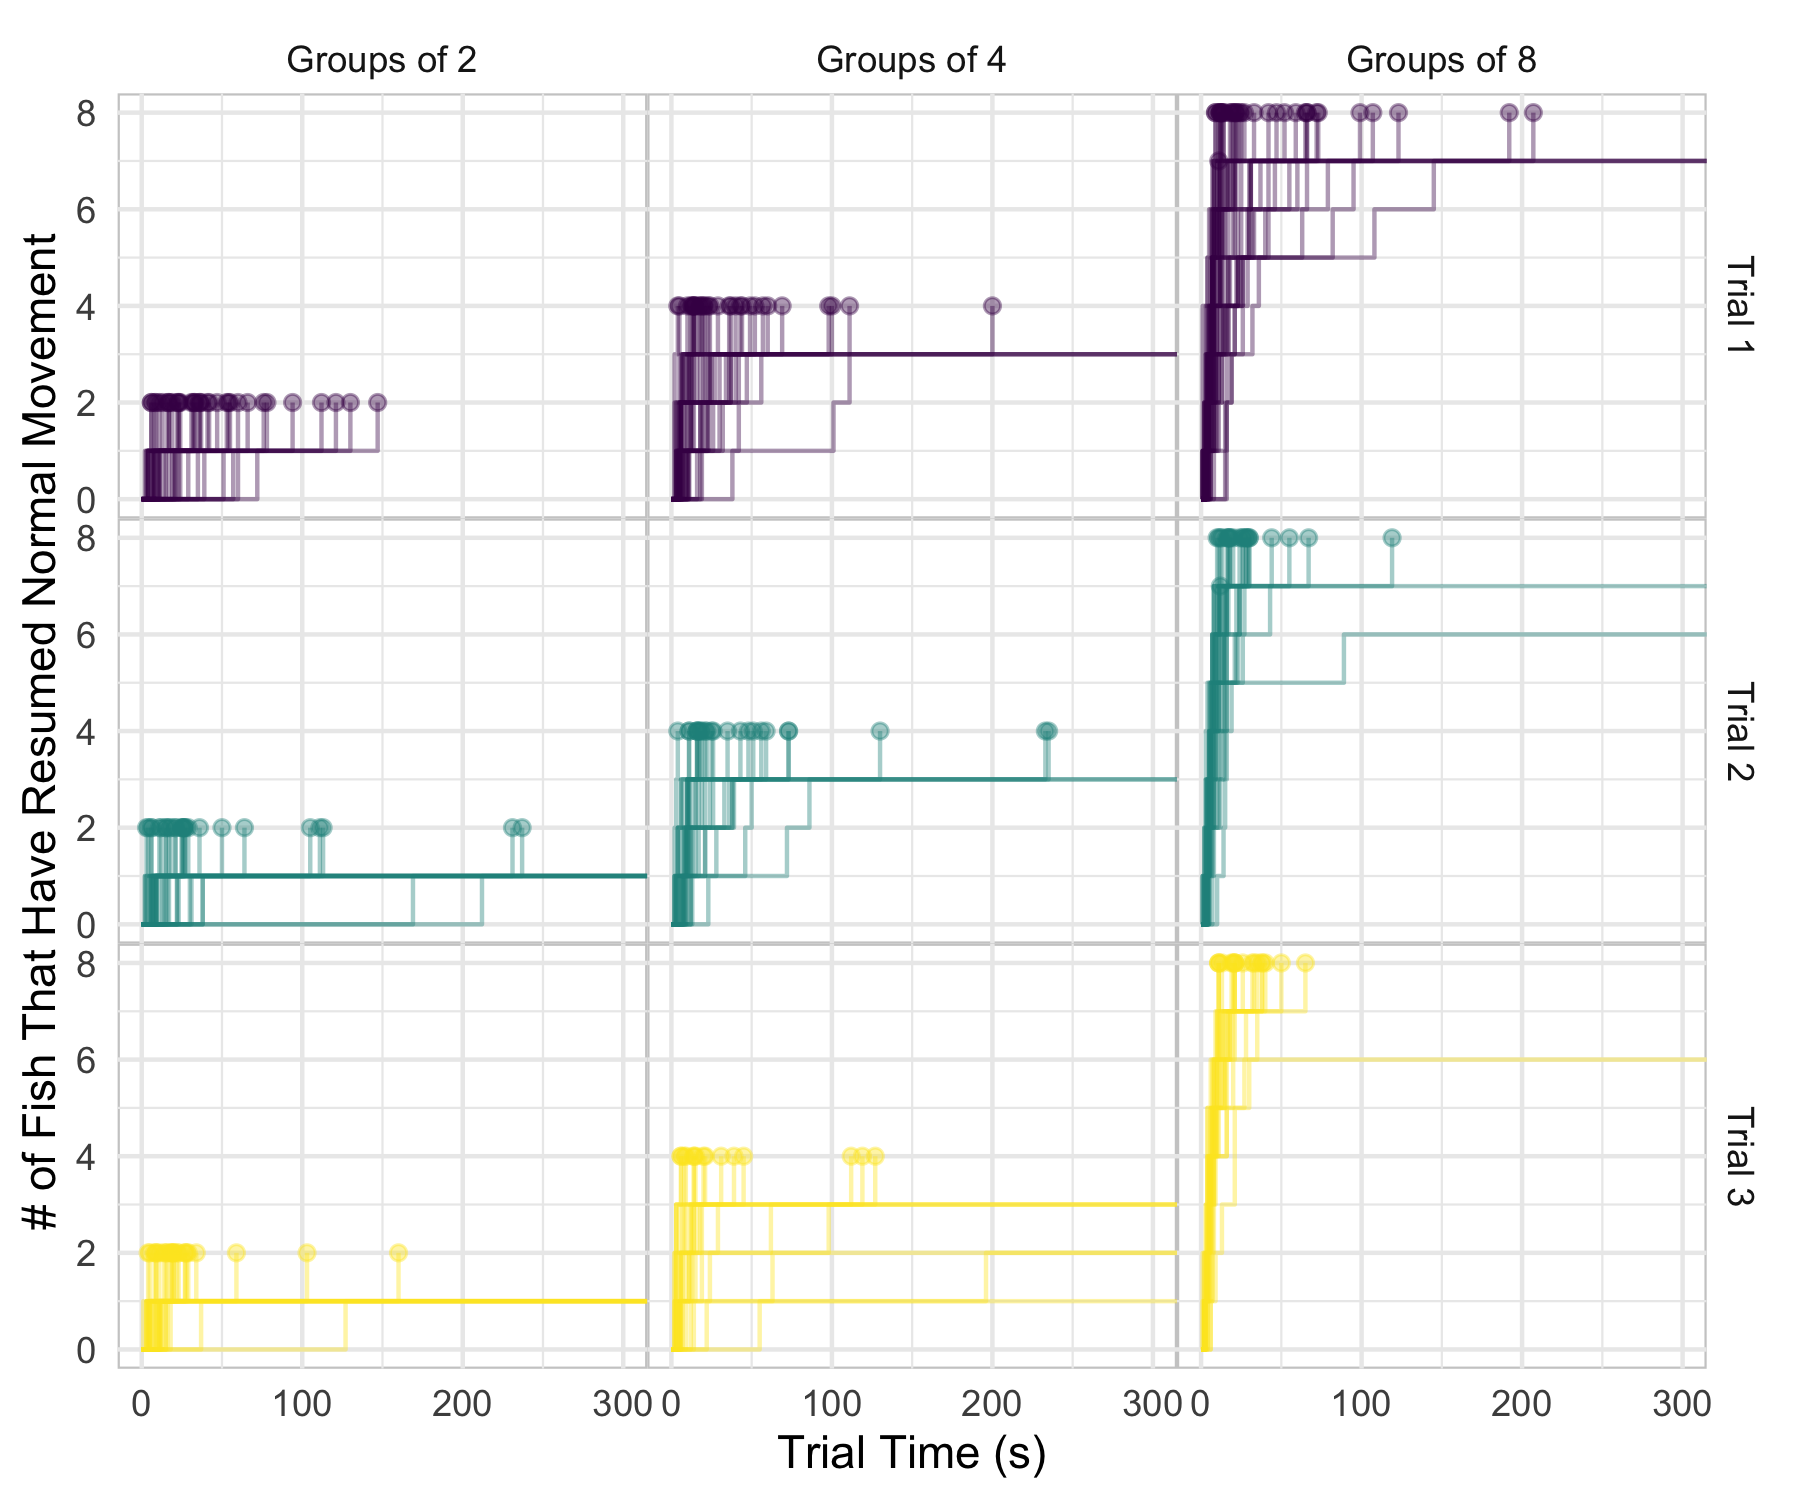 Groups of 2 Groups of 4 Groups of 8
# of Fish That Have Resumed Normal Movement
8
6
4
2
0
Trial 1
8
6
4
2
0
Trial 2
8
6
4
2
0
Trial 3
0 100 200 300 0 100 200 300 0 100 200 300
Trial Time (s)